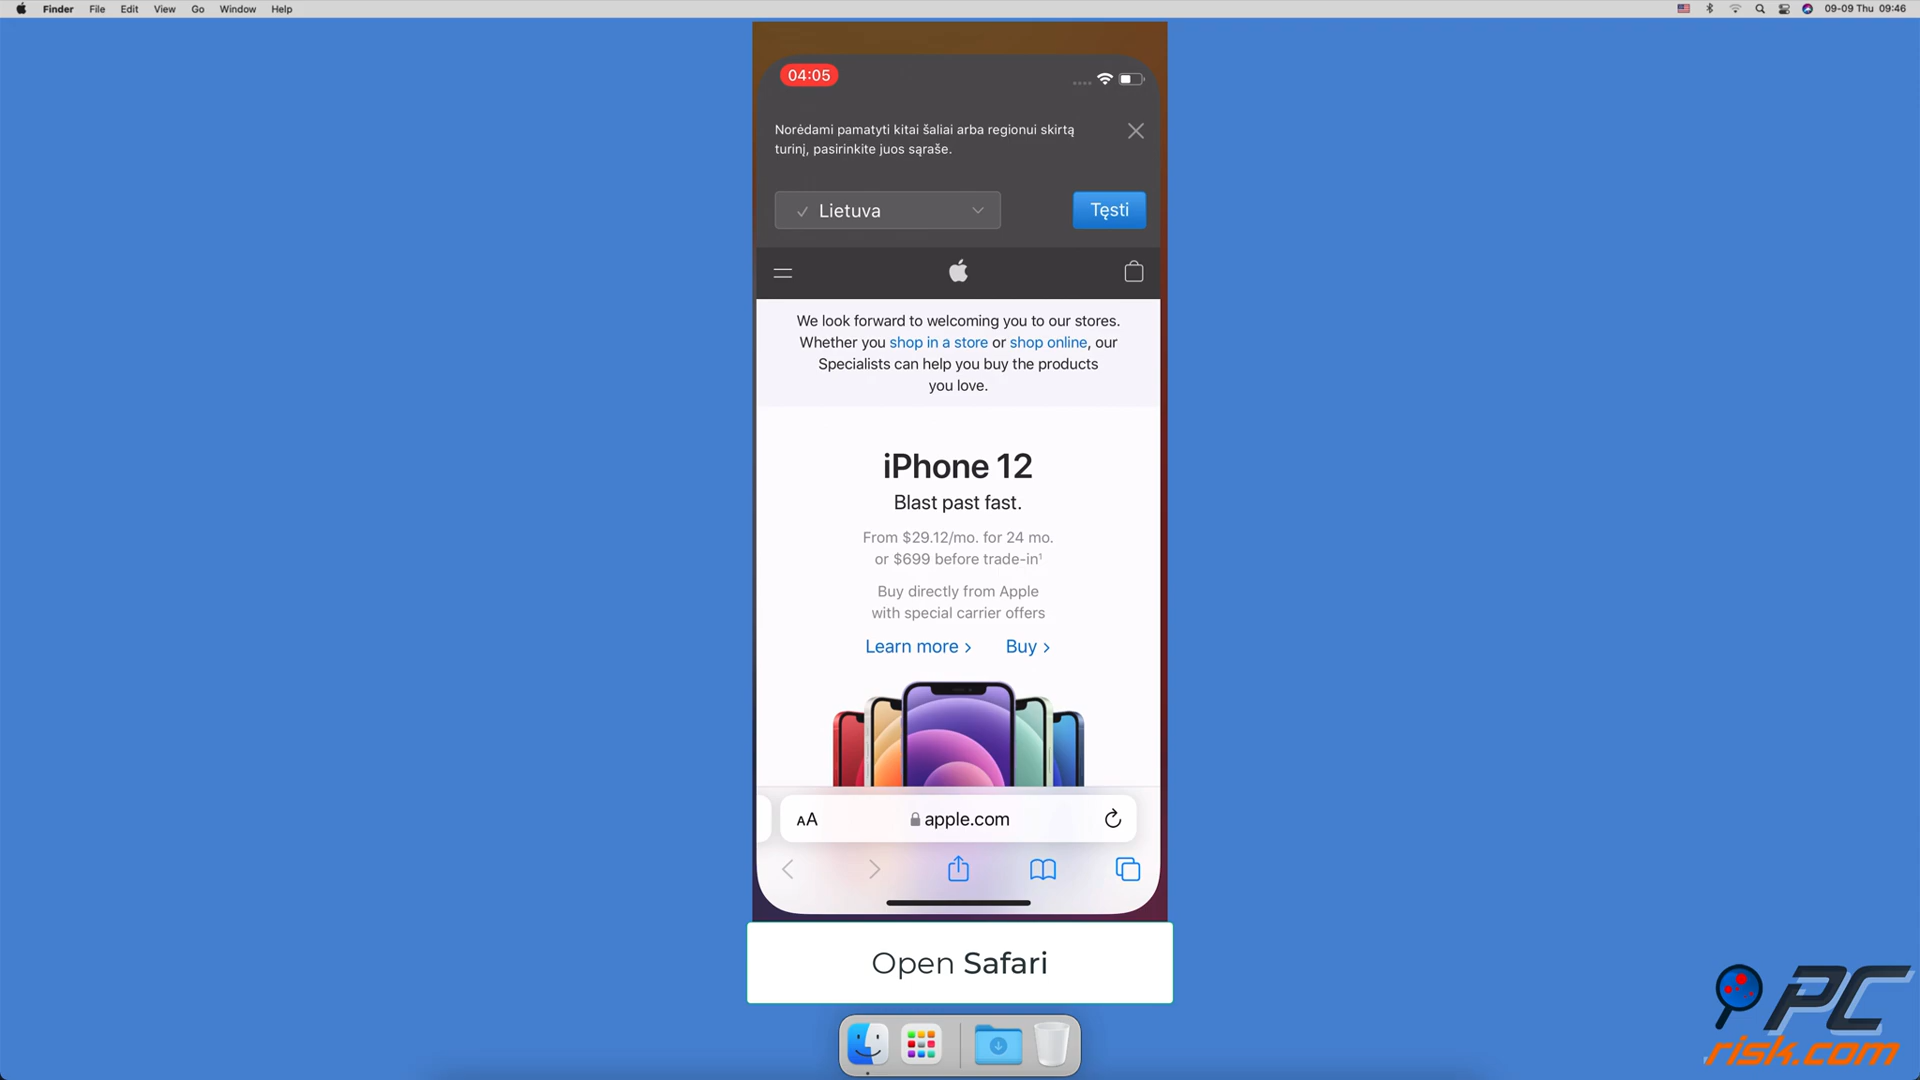 Finder File Edit View Go Window Help
09-09 Thu 09:46
04:05
Norėdami pamatyti kitai šaliai arba regionui skirtą
turinį, pasirinkite juos sąraše.
Lietuva
Tęsti
We look forward to welcoming you to our stores.
Whether you shop in a store or shop online, our
Specialists can help you buy the products
you love.
iPhone 12
Blast past fast.
From $29.12/mo. for 24 mo.
or $699 before trade-in¹
Buy directly from Apple
with special carrier offers
Learn more > Buy >
AA apple.com
Open Safari
PC
risk.com